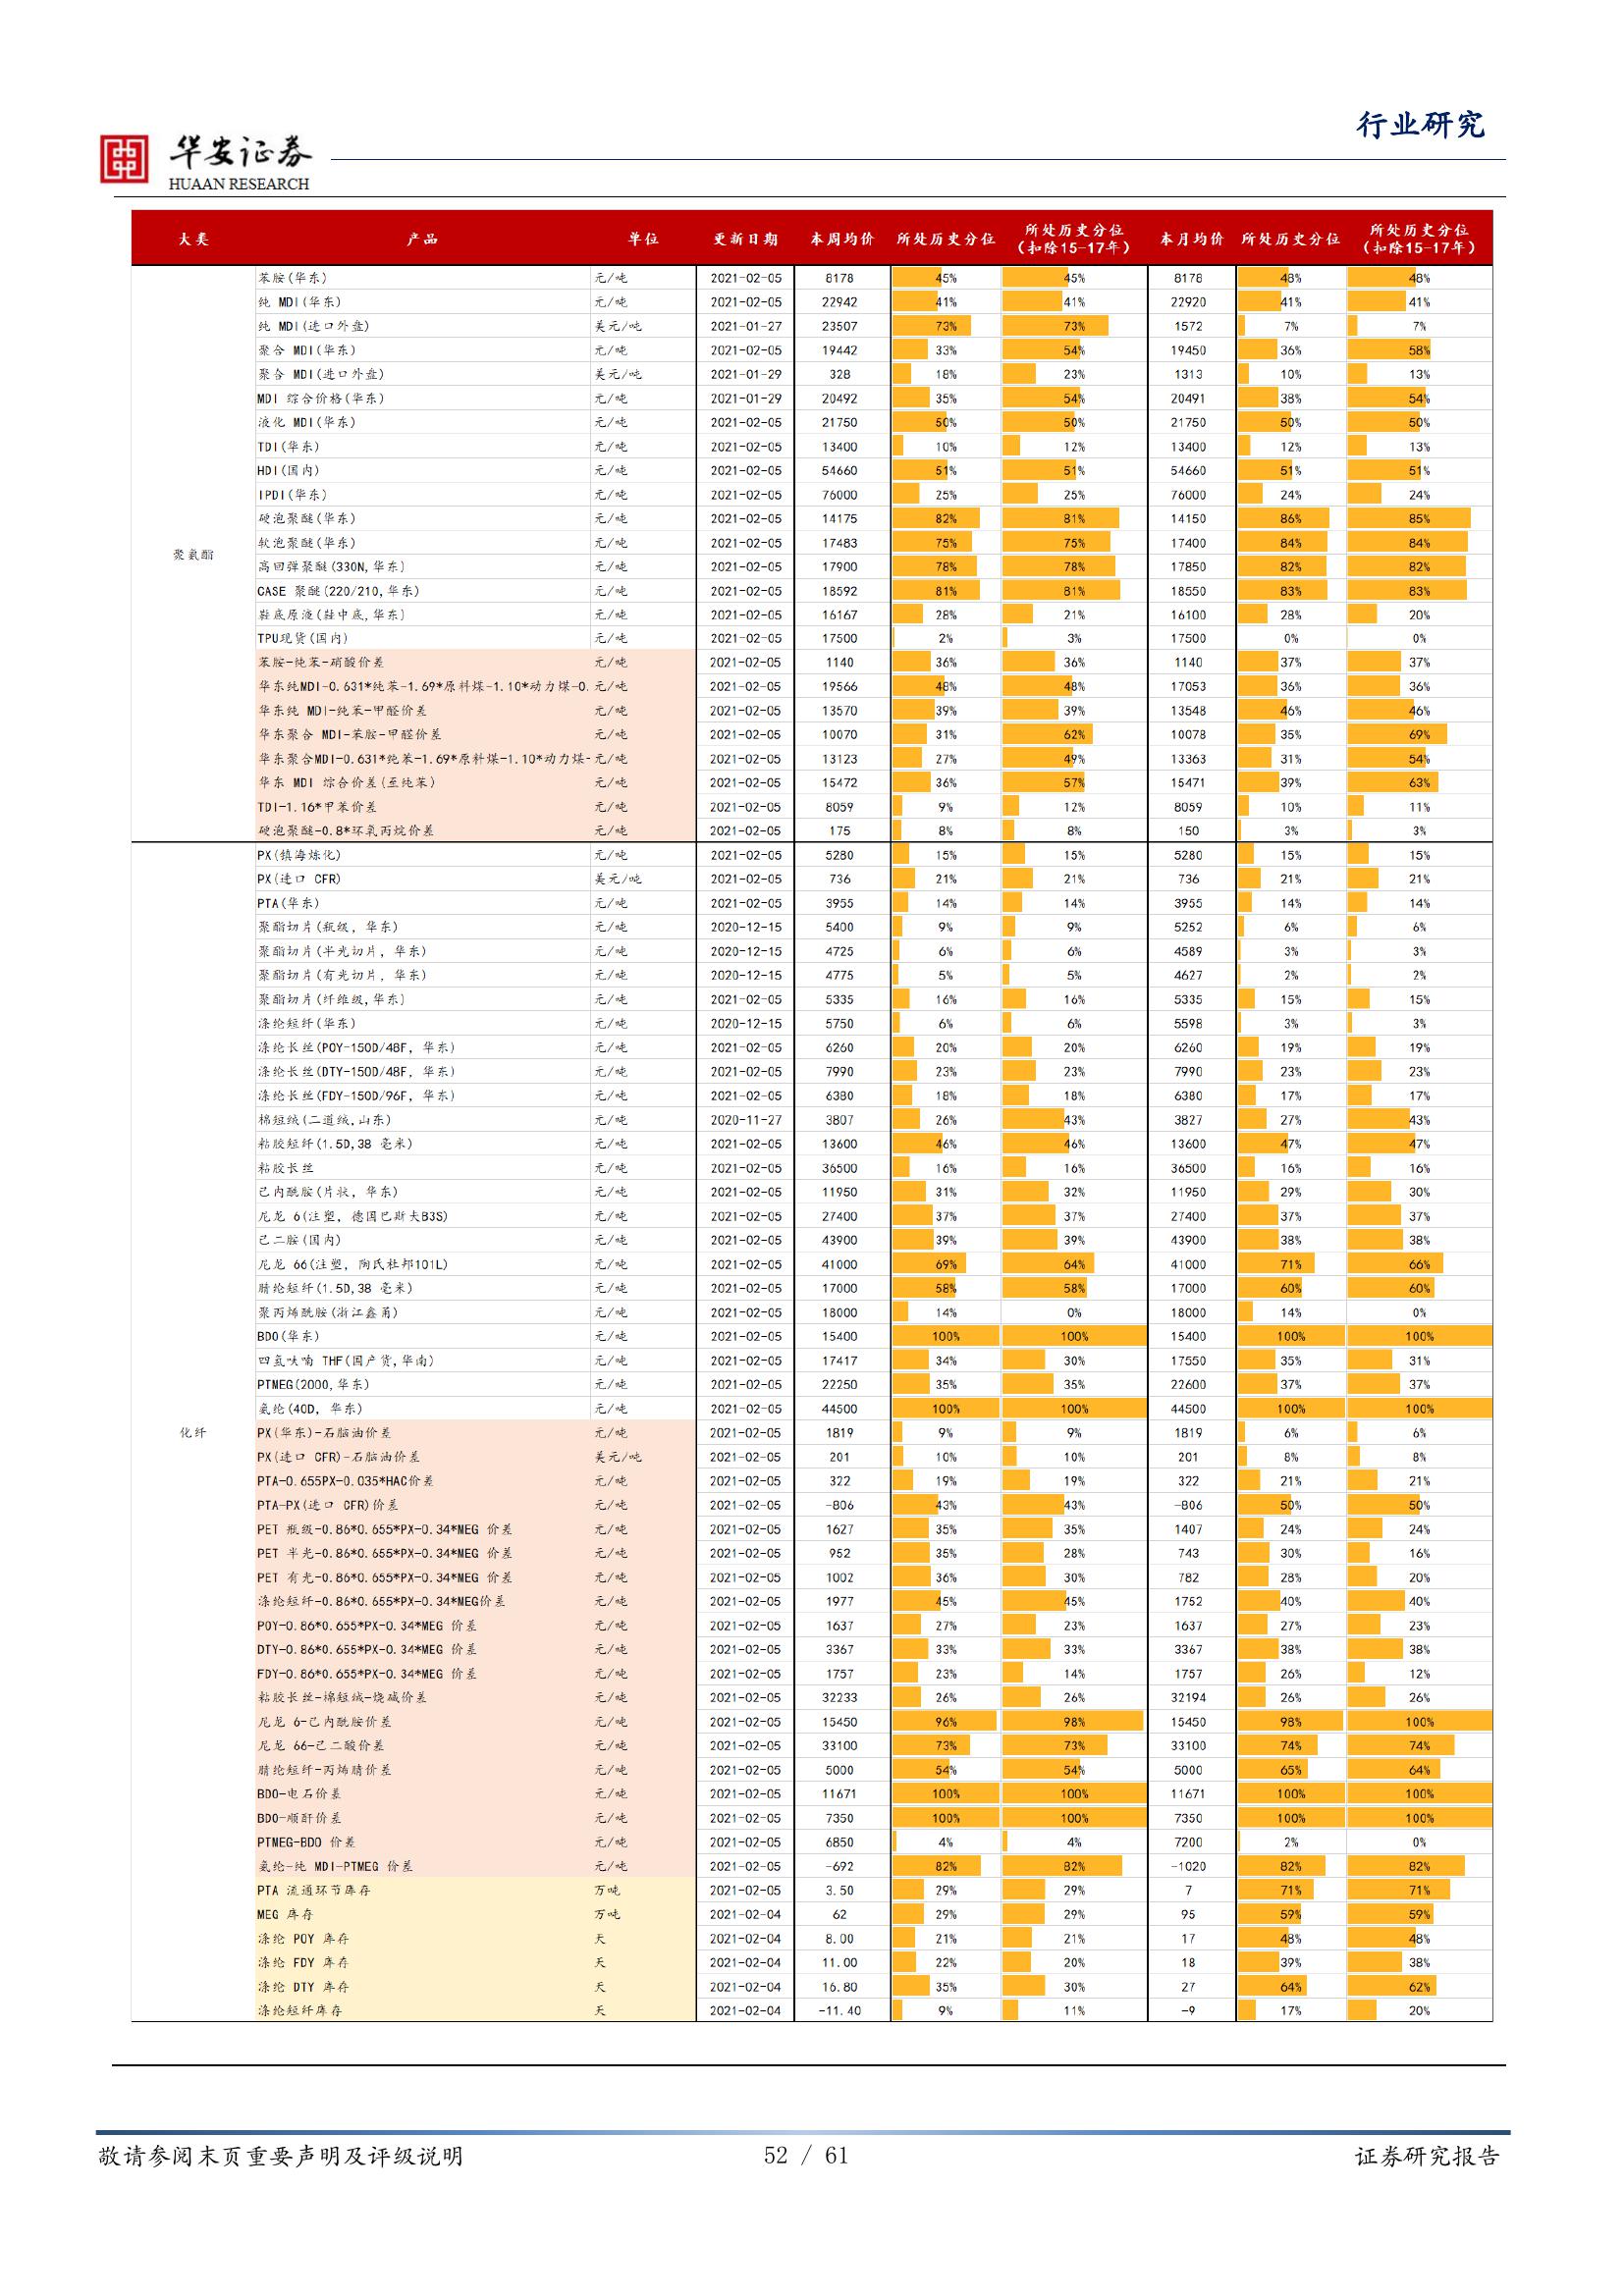 行业研究
华安证券
HUAAN RESEARCH
大类 产品 单位 更新日期 本周均价 所处历史分位 所处历史分位（扣除15-17年） 本月均价 所处历史分位 所处历史分位（扣除15-17年）
苯胺(华东) 元/吨 2021-02-05 8178 45% 45% 8178 48% 48%
纯 MDI(华东) 元/吨 2021-02-05 22942 41% 41% 22920 41% 41%
纯 MDI(进口外盘) 美元/吨 2021-01-27 23507 73% 73% 1572 7% 7%
聚合 MDI(华东) 元/吨 2021-02-05 19442 33% 54% 19450 36% 58%
聚合 MDI(进口外盘) 美元/吨 2021-01-29 328 18% 23% 1313 10% 13%
MDI 综合价格(华东) 元/吨 2021-01-29 20492 35% 54% 20491 38% 54%
液化 MDI(华东) 元/吨 2021-02-05 21750 50% 50% 21750 50% 50%
TDI(华东) 元/吨 2021-02-05 13400 10% 12% 13400 12% 13%
HDI(国内) 元/吨 2021-02-05 54660 51% 51% 54660 51% 51%
IPDI(华东) 元/吨 2021-02-05 76000 25% 25% 76000 24% 24%
硬泡聚醚(华东) 元/吨 2021-02-05 14175 82% 81% 14150 86% 85%
软泡聚醚(华东) 元/吨 2021-02-05 17483 75% 75% 17400 84% 84%
聚氨酯
高回弹聚醚(330N,华东) 元/吨 2021-02-05 17900 78% 78% 17850 82% 82%
CASE 聚醚(220/210,华东) 元/吨 2021-02-05 18592 81% 81% 18550 83% 83%
鞋底原液(鞋中底,华东) 元/吨 2021-02-05 16167 28% 21% 16100 28% 20%
TPU现货(国内) 元/吨 2021-02-05 17500 2% 3% 17500 0% 0%
苯胺-纯苯-硝酸价差 元/吨 2021-02-05 1140 36% 36% 1140 37% 37%
华东纯MDI-0.631*纯苯-1.69*原料煤-1.10*动力煤-0. 元/吨 2021-02-05 19566 48% 48% 17053 36% 36%
华东纯 MDI-纯苯-甲醛价差 元/吨 2021-02-05 13570 39% 39% 13548 46% 46%
华东聚合 MDI-苯胺-甲醛价差 元/吨 2021-02-05 10070 31% 62% 10078 35% 69%
华东聚合MDI-0.631*纯苯-1.69*原料煤-1.10*动力煤- 元/吨 2021-02-05 13123 27% 49% 13363 31% 54%
华东 MDI 综合价差(至纯苯) 元/吨 2021-02-05 15472 36% 57% 15471 39% 63%
TDI-1.16*甲苯价差 元/吨 2021-02-05 8059 9% 12% 8059 10% 11%
硬泡聚醚-0.8*环氧丙烷价差 元/吨 2021-02-05 175 8% 8% 150 3% 3%
PX(镇海炼化) 元/吨 2021-02-05 5280 15% 15% 5280 15% 15%
PX(进口 CFR) 美元/吨 2021-02-05 736 21% 21% 736 21% 21%
PTA(华东) 元/吨 2021-02-05 3955 14% 14% 3955 14% 14%
聚酯切片(瓶级, 华东) 元/吨 2020-12-15 5400 9% 9% 5252 6% 6%
聚酯切片(半光切片, 华东) 元/吨 2020-12-15 4725 6% 6% 4589 3% 3%
聚酯切片(有光切片, 华东) 元/吨 2020-12-15 4775 5% 5% 4627 2% 2%
聚酯切片(纤维级,华东) 元/吨 2021-02-05 5335 16% 16% 5335 15% 15%
涤纶短纤(华东) 元/吨 2020-12-15 5750 6% 6% 5598 3% 3%
涤纶长丝(POY-150D/48F, 华东) 元/吨 2021-02-05 6260 20% 20% 6260 19% 19%
涤纶长丝(DTY-150D/48F, 华东) 元/吨 2021-02-05 7990 23% 23% 7990 23% 23%
涤纶长丝(FDY-150D/96F, 华东) 元/吨 2021-02-05 6380 18% 18% 6380 17% 17%
棉短绒(二道绒,山东) 元/吨 2020-11-27 3807 26% 43% 3827 27% 43%
粘胶短纤(1.5D,38 毫米) 元/吨 2021-02-05 13600 46% 46% 13600 47% 47%
粘胶长丝 元/吨 2021-02-05 36500 16% 16% 36500 16% 16%
己内酰胺(片状, 华东) 元/吨 2021-02-05 11950 31% 32% 11950 29% 30%
尼龙 6(注塑, 德国巴斯夫B3S) 元/吨 2021-02-05 27400 37% 37% 27400 37% 37%
己二胺(国内) 元/吨 2021-02-05 43900 39% 39% 43900 38% 38%
尼龙 66(注塑, 陶氏杜邦101L) 元/吨 2021-02-05 41000 69% 64% 41000 71% 66%
腈纶短纤(1.5D,38 毫米) 元/吨 2021-02-05 17000 58% 58% 17000 60% 60%
聚丙烯酰胺(浙江鑫甬) 元/吨 2021-02-05 18000 14% 0% 18000 14% 0%
BDO(华东) 元/吨 2021-02-05 15400 100% 100% 15400 100% 100%
四氢呋喃 THF(国产货,华南) 元/吨 2021-02-05 17417 34% 30% 17550 35% 31%
PTMEG(2000,华东) 元/吨 2021-02-05 22250 35% 35% 22600 37% 37%
氨纶(40D, 华东) 元/吨 2021-02-05 44500 100% 100% 44500 100% 100%
化纤
PX(华东)-石脑油价差 元/吨 2021-02-05 1819 9% 9% 1819 6% 6%
PX(进口 CFR)-石脑油价差 美元/吨 2021-02-05 201 10% 10% 201 8% 8%
PTA-0.655PX-0.035*HAC价差 元/吨 2021-02-05 322 19% 19% 322 21% 21%
PTA-PX(进口 CFR)价差 元/吨 2021-02-05 -806 43% 43% -806 50% 50%
PET 瓶级-0.86*0.655*PX-0.34*MEG 价差 元/吨 2021-02-05 1627 35% 35% 1407 24% 24%
PET 半光-0.86*0.655*PX-0.34*MEG 价差 元/吨 2021-02-05 952 35% 28% 743 30% 16%
PET 有光-0.86*0.655*PX-0.34*MEG 价差 元/吨 2021-02-05 1002 36% 30% 782 28% 20%
涤纶短纤-0.86*0.655*PX-0.34*MEG价差 元/吨 2021-02-05 1977 45% 45% 1752 40% 40%
POY-0.86*0.655*PX-0.34*MEG 价差 元/吨 2021-02-05 1637 27% 23% 1637 27% 23%
DTY-0.86*0.655*PX-0.34*MEG 价差 元/吨 2021-02-05 3367 33% 33% 3367 38% 38%
FDY-0.86*0.655*PX-0.34*MEG 价差 元/吨 2021-02-05 1757 23% 14% 1757 26% 12%
粘胶长丝-棉短绒-烧碱价差 元/吨 2021-02-05 32233 26% 26% 32194 26% 26%
尼龙 6-己内酰胺价差 元/吨 2021-02-05 15450 96% 98% 15450 98% 100%
尼龙 66-己二酸价差 元/吨 2021-02-05 33100 73% 73% 33100 74% 74%
腈纶短纤-丙烯腈价差 元/吨 2021-02-05 5000 54% 54% 5000 65% 64%
BDO-电石价差 元/吨 2021-02-05 11671 100% 100% 11671 100% 100%
BDO-顺酐价差 元/吨 2021-02-05 7350 100% 100% 7350 100% 100%
PTMEG-BDO 价差 元/吨 2021-02-05 6850 4% 4% 7200 2% 0%
氨纶-纯 MDI-PTMEG 价差 元/吨 2021-02-05 -692 82% 82% -1020 82% 82%
PTA 流通环节库存 万吨 2021-02-05 3.50 29% 29% 7 71% 71%
MEG 库存 万吨 2021-02-04 62 29% 29% 95 59% 59%
涤纶 POY 库存 天 2021-02-04 8.00 21% 21% 17 48% 48%
涤纶 FDY 库存 天 2021-02-04 11.00 22% 20% 18 39% 38%
涤纶 DTY 库存 天 2021-02-04 16.80 35% 30% 27 64% 62%
涤纶短纤库存 天 2021-02-04 -11.40 9% 11% -9 17% 20%
敬请参阅末页重要声明及评级说明 52 / 61 证券研究报告